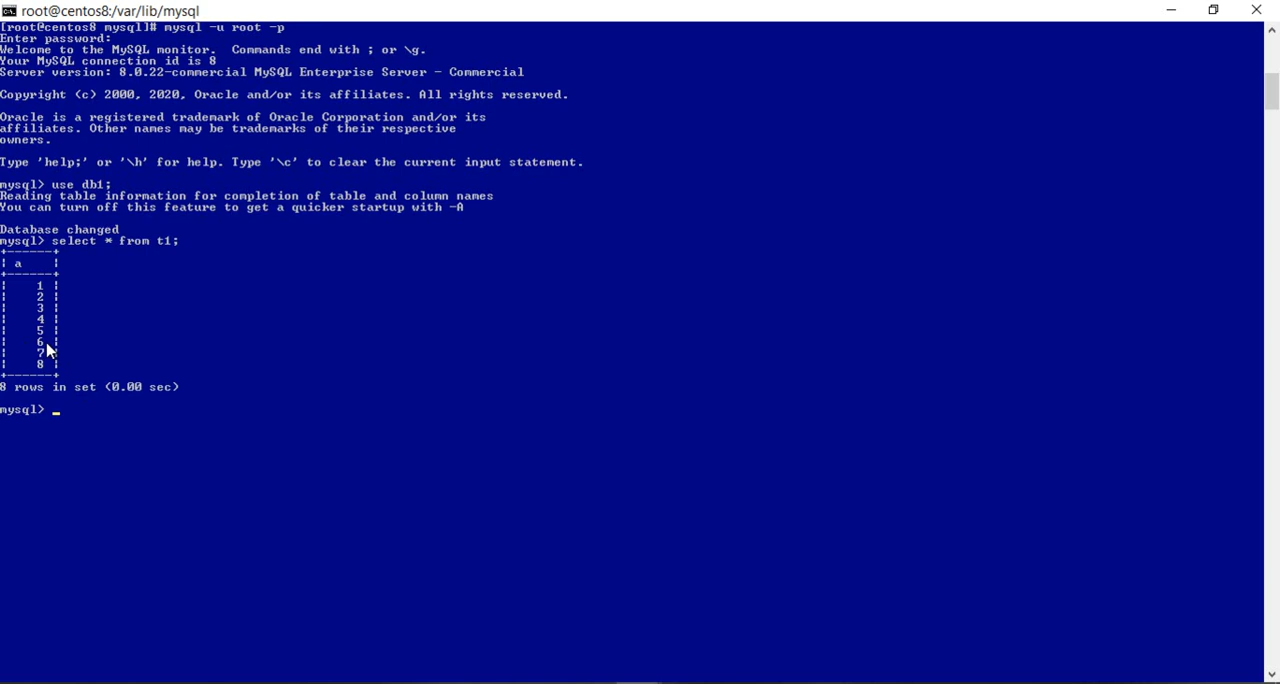 root@centos8:/var/lib/mysql
[root@centos8 mysql]# mysql -u root -p
Enter password:
Welcome to the MySQL monitor.  Commands end with ; or \g.
Your MySQL connection id is 8
Server version: 8.0.22-commercial MySQL Enterprise Server - Commercial
Copyright (c) 2000, 2020, Oracle and/or its affiliates. All rights reserved.
Oracle is a registered trademark of Oracle Corporation and/or its
affiliates. Other names may be trademarks of their respective
owners.
Type 'help;' or '\h' for help. Type '\c' to clear the current input statement.
mysql> use db1;
Reading table information for completion of table and column names
You can turn off this feature to get a quicker startup with -A
Database changed
mysql> select * from t1;
+------+
| a    |
+------+
|    1 |
|    2 |
|    3 |
|    4 |
|    5 |
|    6 |
|    7 |
|    8 |
+------+
8 rows in set (0.00 sec)
mysql> _